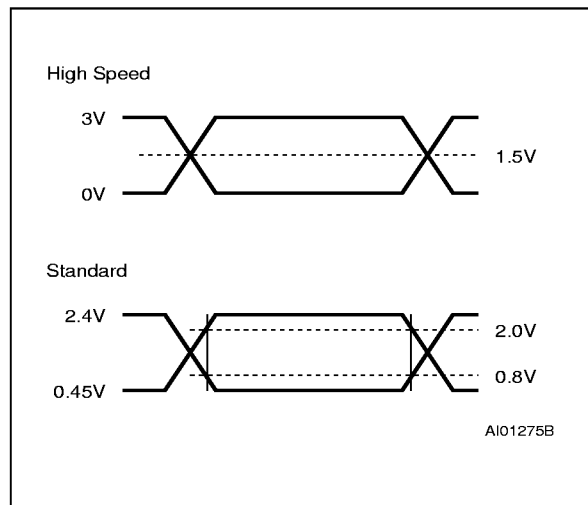 High Speed
3V
1.5V
0V
Standard
2.4V
2.0V
0.8V
0.45V
AI01275B